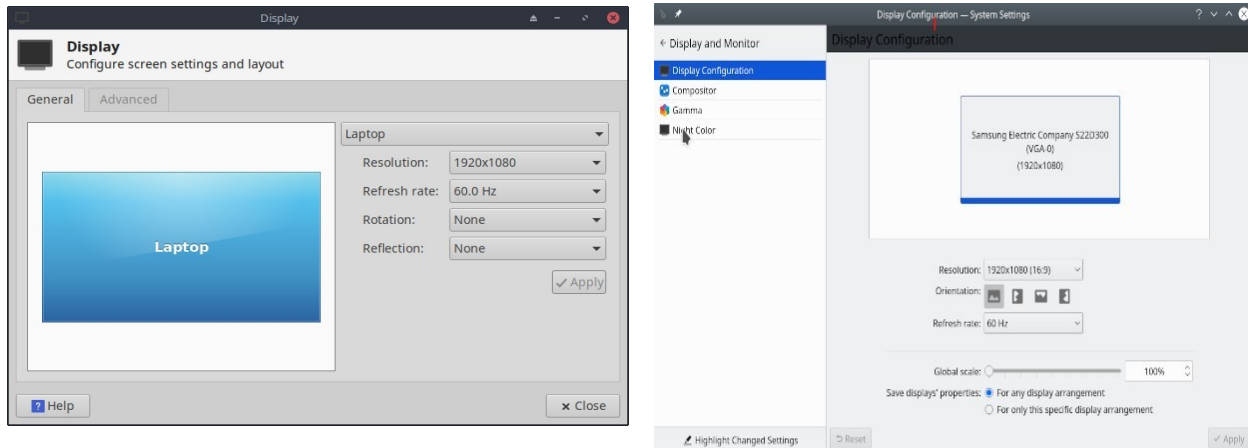 Display
Display
Configure screen settings and layout
General
Advanced
Laptop
Laptop
Resolution: 1920x1080
Refresh rate: 60.0 Hz
Rotation: None
Reflection: None
Apply
Help
Close
Display Configuration — System Settings
Display and Monitor
Display Configuration
Compositor
Gamma
Night Color
Display Configuration
Samsung Electric Company S22D300
(VGA-0)
(1920x1080)
Resolution: 1920x1080 (16:9)
Orientation:
Refresh rate: 60 Hz
Global scale: 100%
Save displays' properties: For any display arrangement
For only this specific display arrangement
Highlight Changed Settings
Reset
Apply